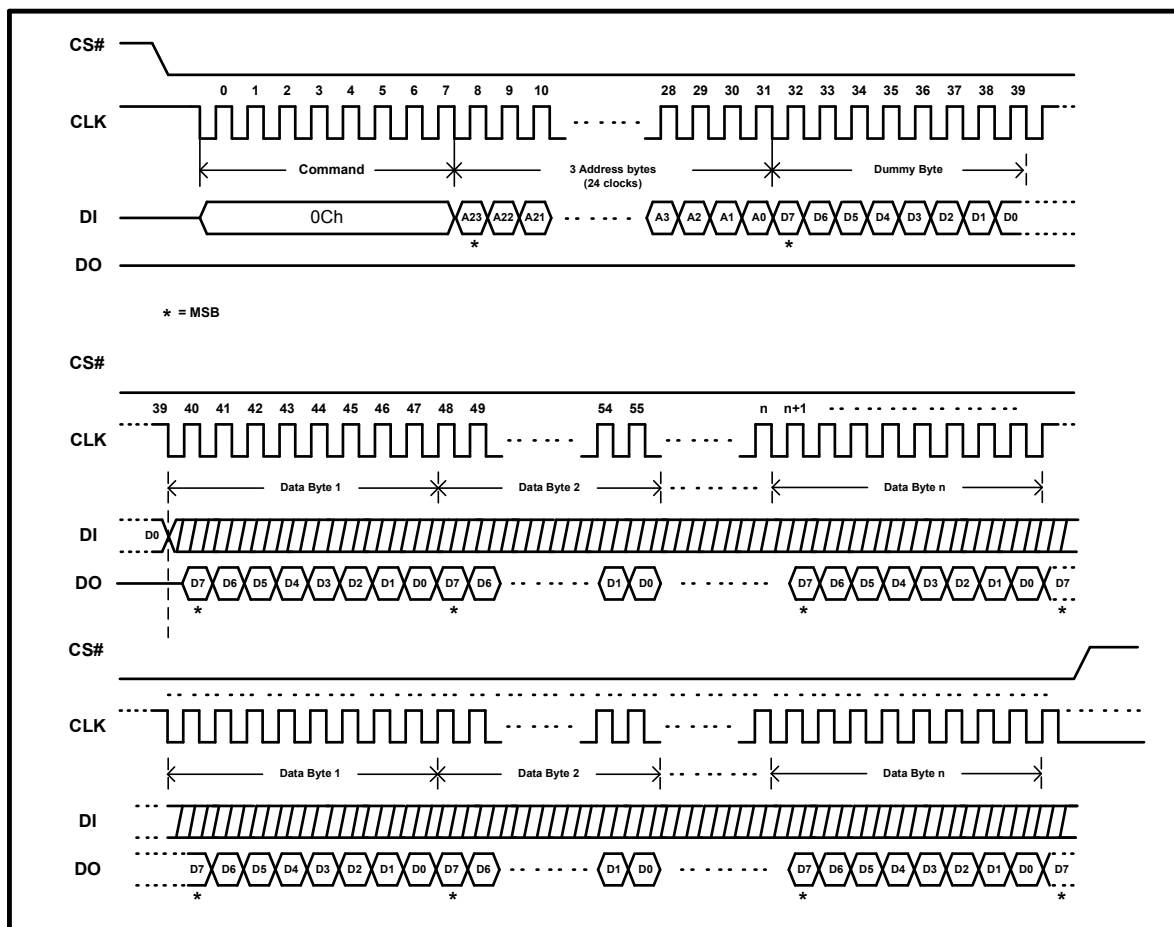 CS#
0 1 2 3 4 5 6 7 8 9 10 28 29 30 31 32 33 34 35 36 37 38 39
CLK
Command 3 Address bytes Dummy Byte
(24 clocks)
DI 0Ch A23 A22 A21 A3 A2 A1 A0 D7 D6 D5 D4 D3 D2 D1 D0
* *
DO
* = MSB
CS#
39 40 41 42 43 44 45 46 47 48 49 54 55 n n+1
CLK
Data Byte 1 Data Byte 2 Data Byte n
DI D0
DO D7 D6 D5 D4 D3 D2 D1 D0 D7 D6 D1 D0 D7 D6 D5 D4 D3 D2 D1 D0 D7
* * * *
CS#
CLK
Data Byte 1 Data Byte 2 Data Byte n
DI
DO D7 D6 D5 D4 D3 D2 D1 D0 D7 D6 D1 D0 D7 D6 D5 D4 D3 D2 D1 D0 D7
* * * *